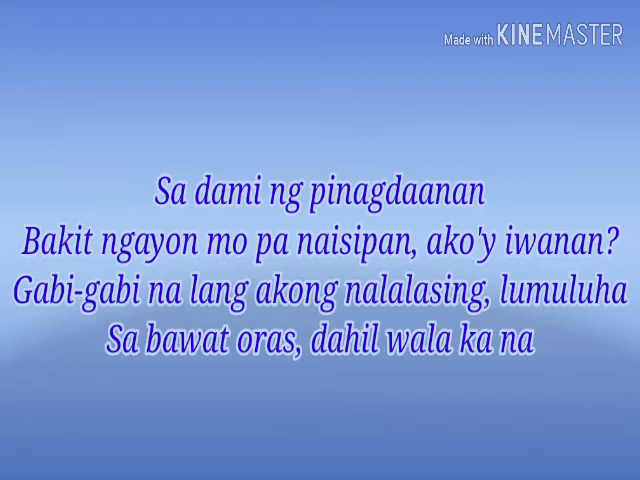 Made with KINEMASTER
Sa dami ng pinagdaanan
Bakit ngayon mo pa naisipan, ako'y iwanan?
Gabi-gabi na lang akong nalalasing, lumuluha
Sa bawat oras, dahil wala ka na